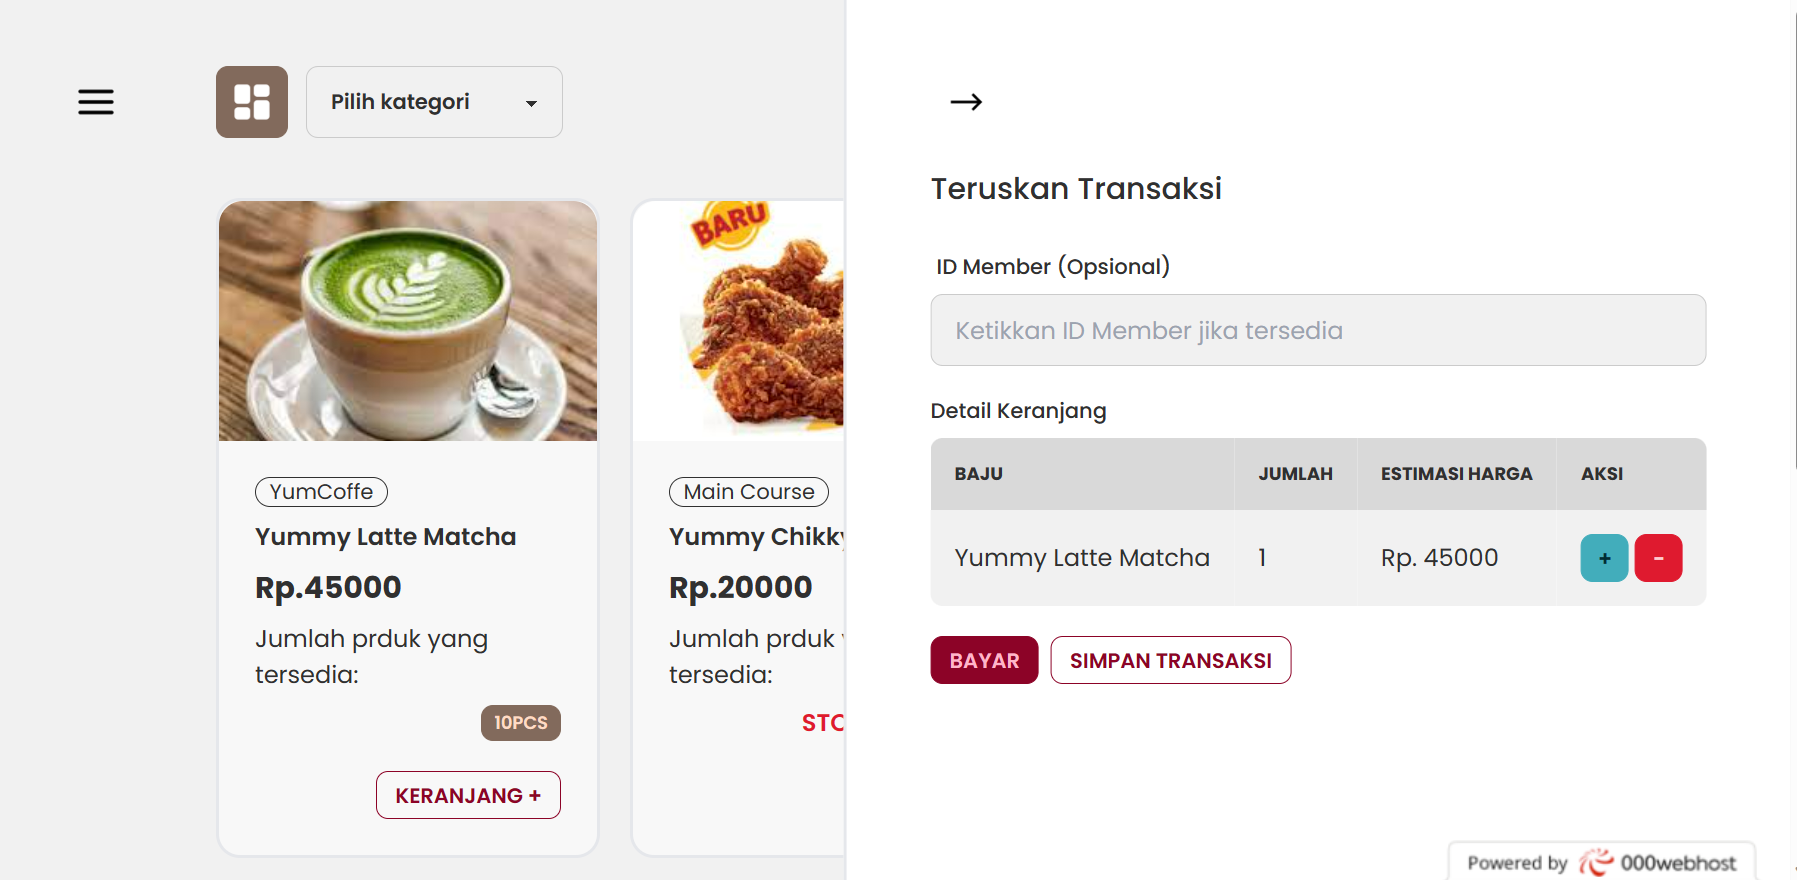 Pilih kategori
BARU
YumCoffe
Yummy Latte Matcha
Rp.45000
Jumlah prduk yang
tersedia:
10PCS
KERANJANG +
Main Course
Yummy Chikky
Rp.20000
Jumlah prduk
tersedia:
STO
Teruskan Transaksi
ID Member (Opsional)
Ketikkan ID Member jika tersedia
Detail Keranjang
BAJU JUMLAH ESTIMASI HARGA AKSI
Yummy Latte Matcha 1 Rp. 45000 + -
BAYAR SIMPAN TRANSAKSI
Powered by 000webhost